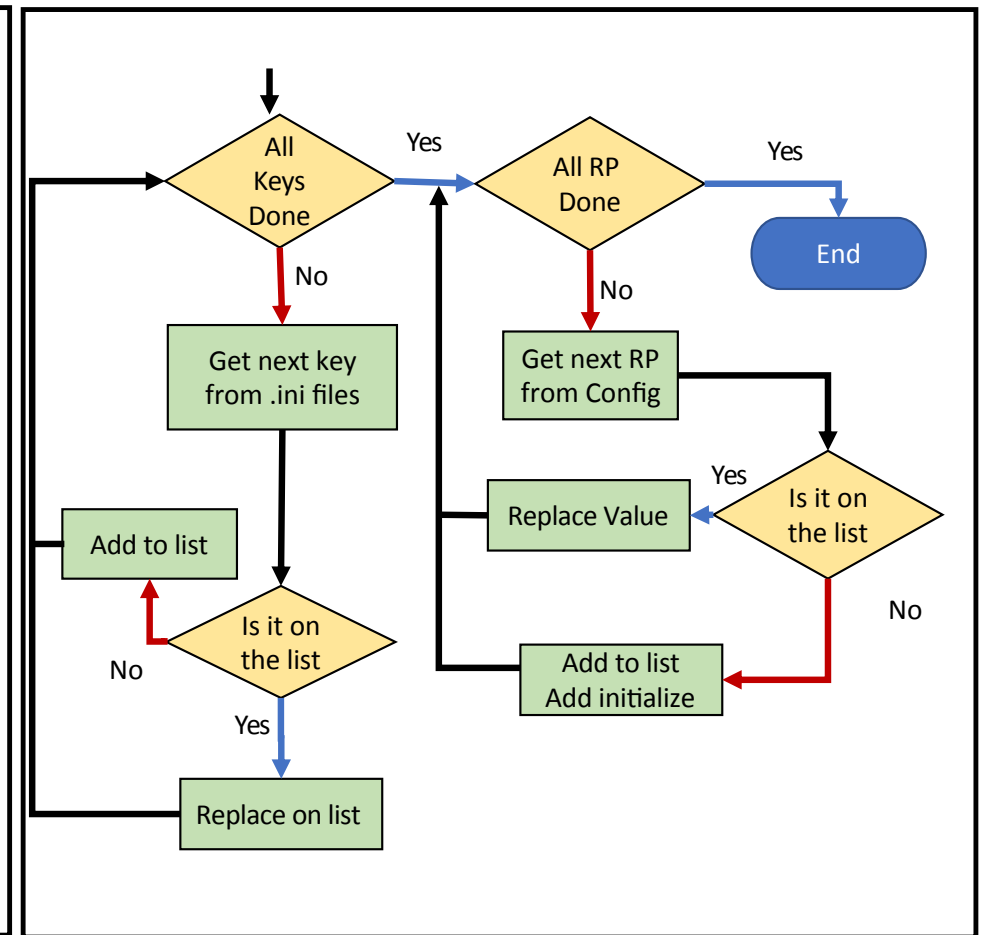 All
Keys
Done
Yes
All RP
Done
Yes
End
No
No
Get next key
from .ini files
Get next RP
from Config
Yes
Is it on
the list
Replace Value
Add to list
No
Is it on
the list
No
Add to list
Add initialize
Yes
Replace on list